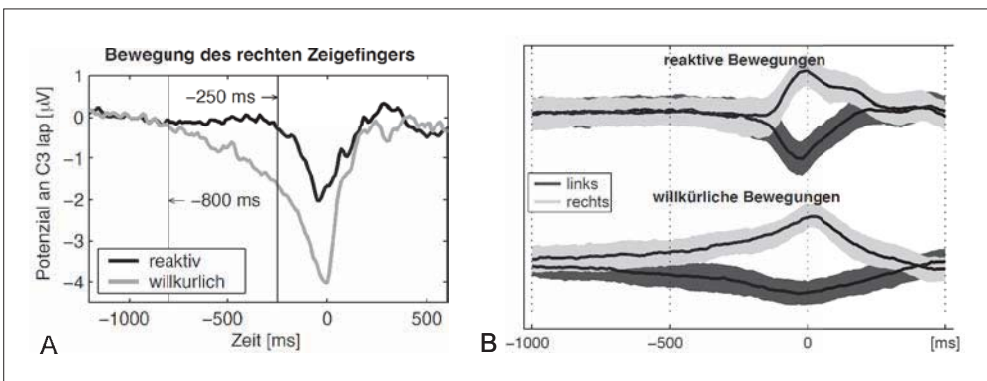 Bewegung des rechten Zeigefingers
Potenzial an C3 lap [µV]
1
0
−1
−2
−3
−4
−250 ms
−800 ms
reaktiv
willkurlich
−1000
−500
0
500
Zeit [ms]
A
reaktive Bewegungen
links
rechts
willkürliche Bewegungen
B
−1000
−500
0
[ms]